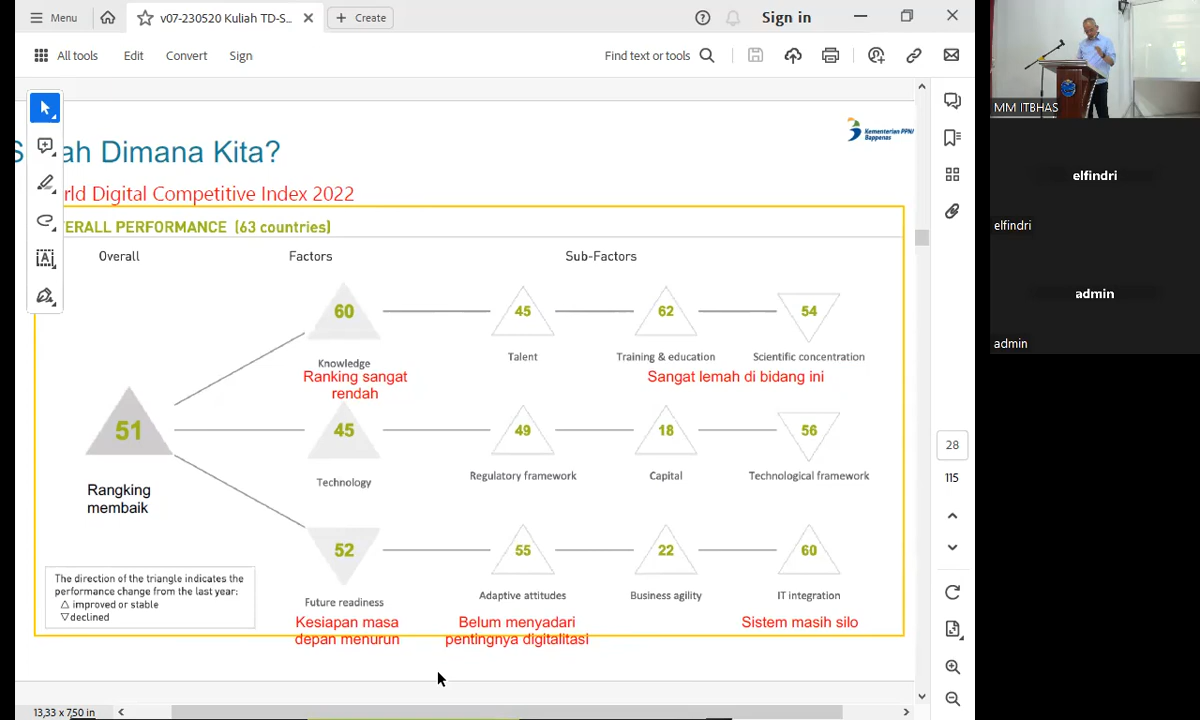 Menu
v07-230520 Kuliah TD-S...
Create
Sign in
All tools
Edit
Convert
Sign
Find text or tools
MM ITBHAS
elfindri
elfindri
admin
admin
Kementerian PPN/
Bappenas
ah Dimana Kita?
rld Digital Competitive Index 2022
ERALL PERFORMANCE (63 countries)
Overall
Factors
Sub-Factors
60
45
62
54
Knowledge
Talent
Training & education
Scientific concentration
Ranking sangat
rendah
Sangat lemah di bidang ini
51
45
49
18
56
Technology
Regulatory framework
Capital
Technological framework
Rangking
membaik
52
55
22
60
Future readiness
Adaptive attitudes
Business agility
IT integration
Kesiapan masa
depan menurun
Belum menyadari
pentingnya digitalitasi
Sistem masih silo
The direction of the triangle indicates the
performance change from the last year:
△ improved or stable
▽ declined
28
115
13,33 x 7,50 in